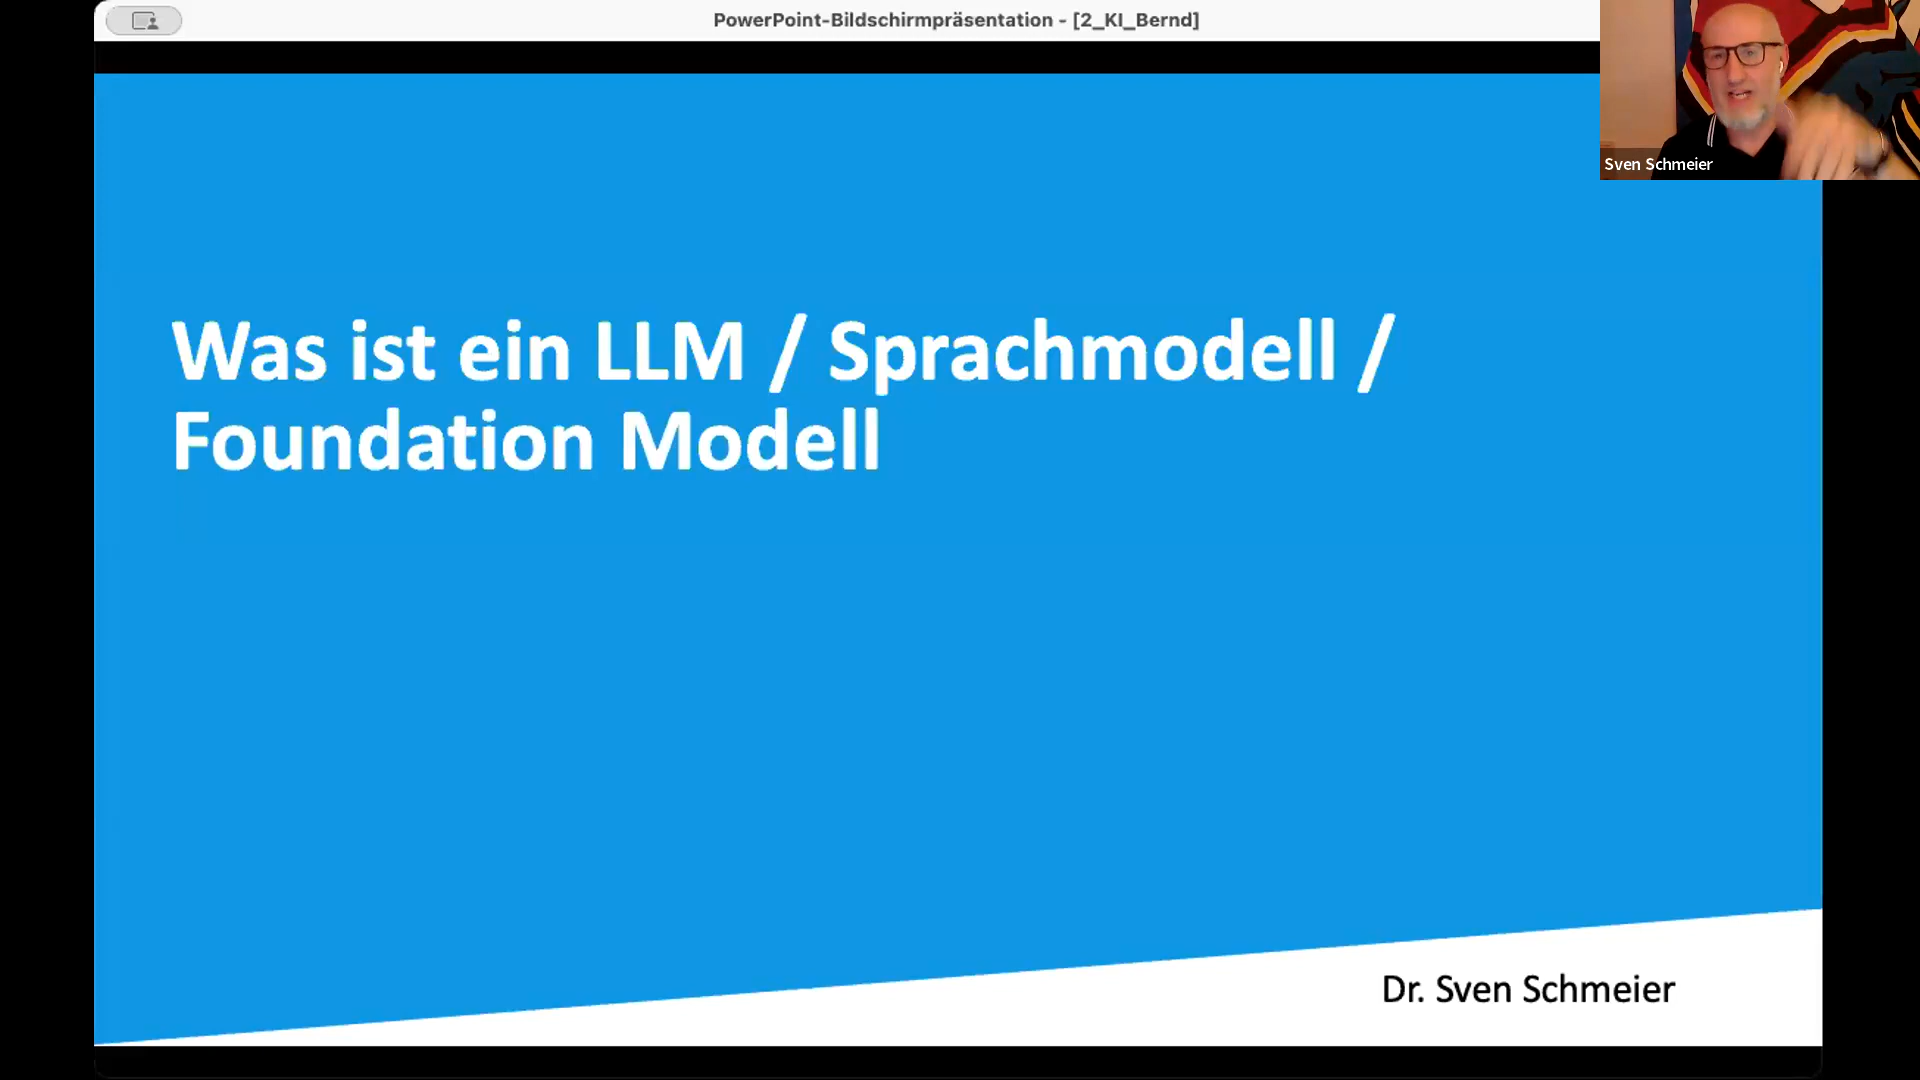 PowerPoint-Bildschirmpräsentation - [2_KI_Bernd]
Sven Schmeier
Was ist ein LLM / Sprachmodell /
Foundation Modell
Dr. Sven Schmeier